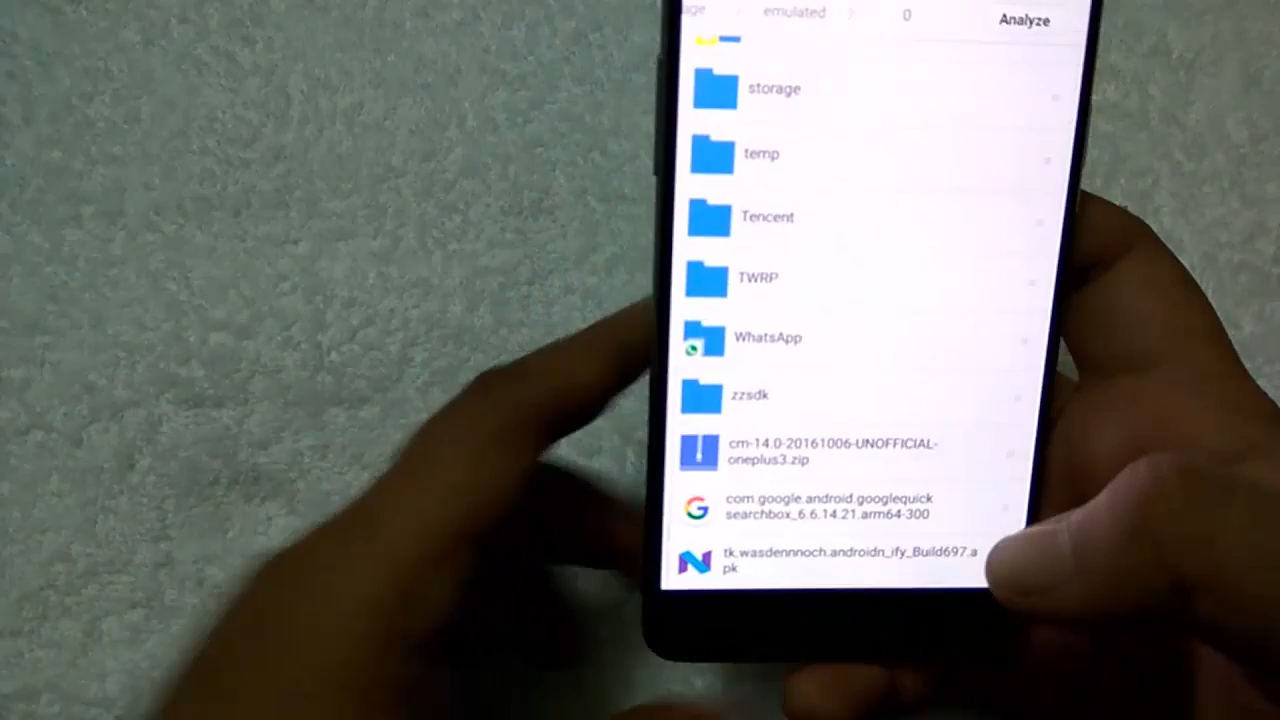 emulated
0
Analyze
storage
temp
Tencent
TWRP
WhatsApp
zzsdk
cm-14.0-20161006-UNOFFICIAL-
oneplus3.zip
com.google.android.googlequick
searchbox_6.6.14.21.arm64-300
tk.wasdennnoch.androidn_ify_Build697.a
pk